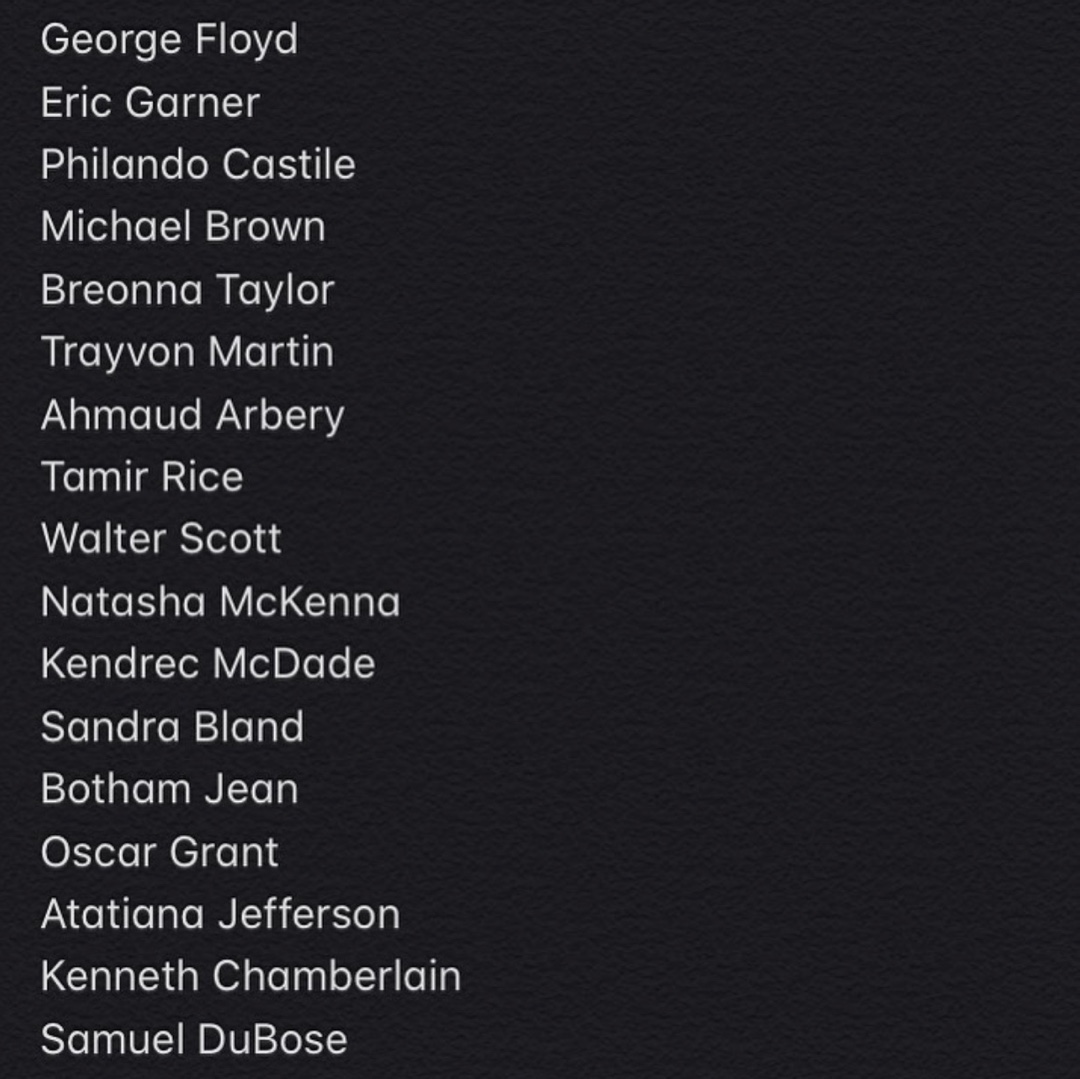 George Floyd
Eric Garner
Philando Castile
Michael Brown
Breonna Taylor
Trayvon Martin
Ahmaud Arbery
Tamir Rice
Walter Scott
Natasha McKenna
Kendrec McDade
Sandra Bland
Botham Jean
Oscar Grant
Atatiana Jefferson
Kenneth Chamberlain
Samuel DuBose